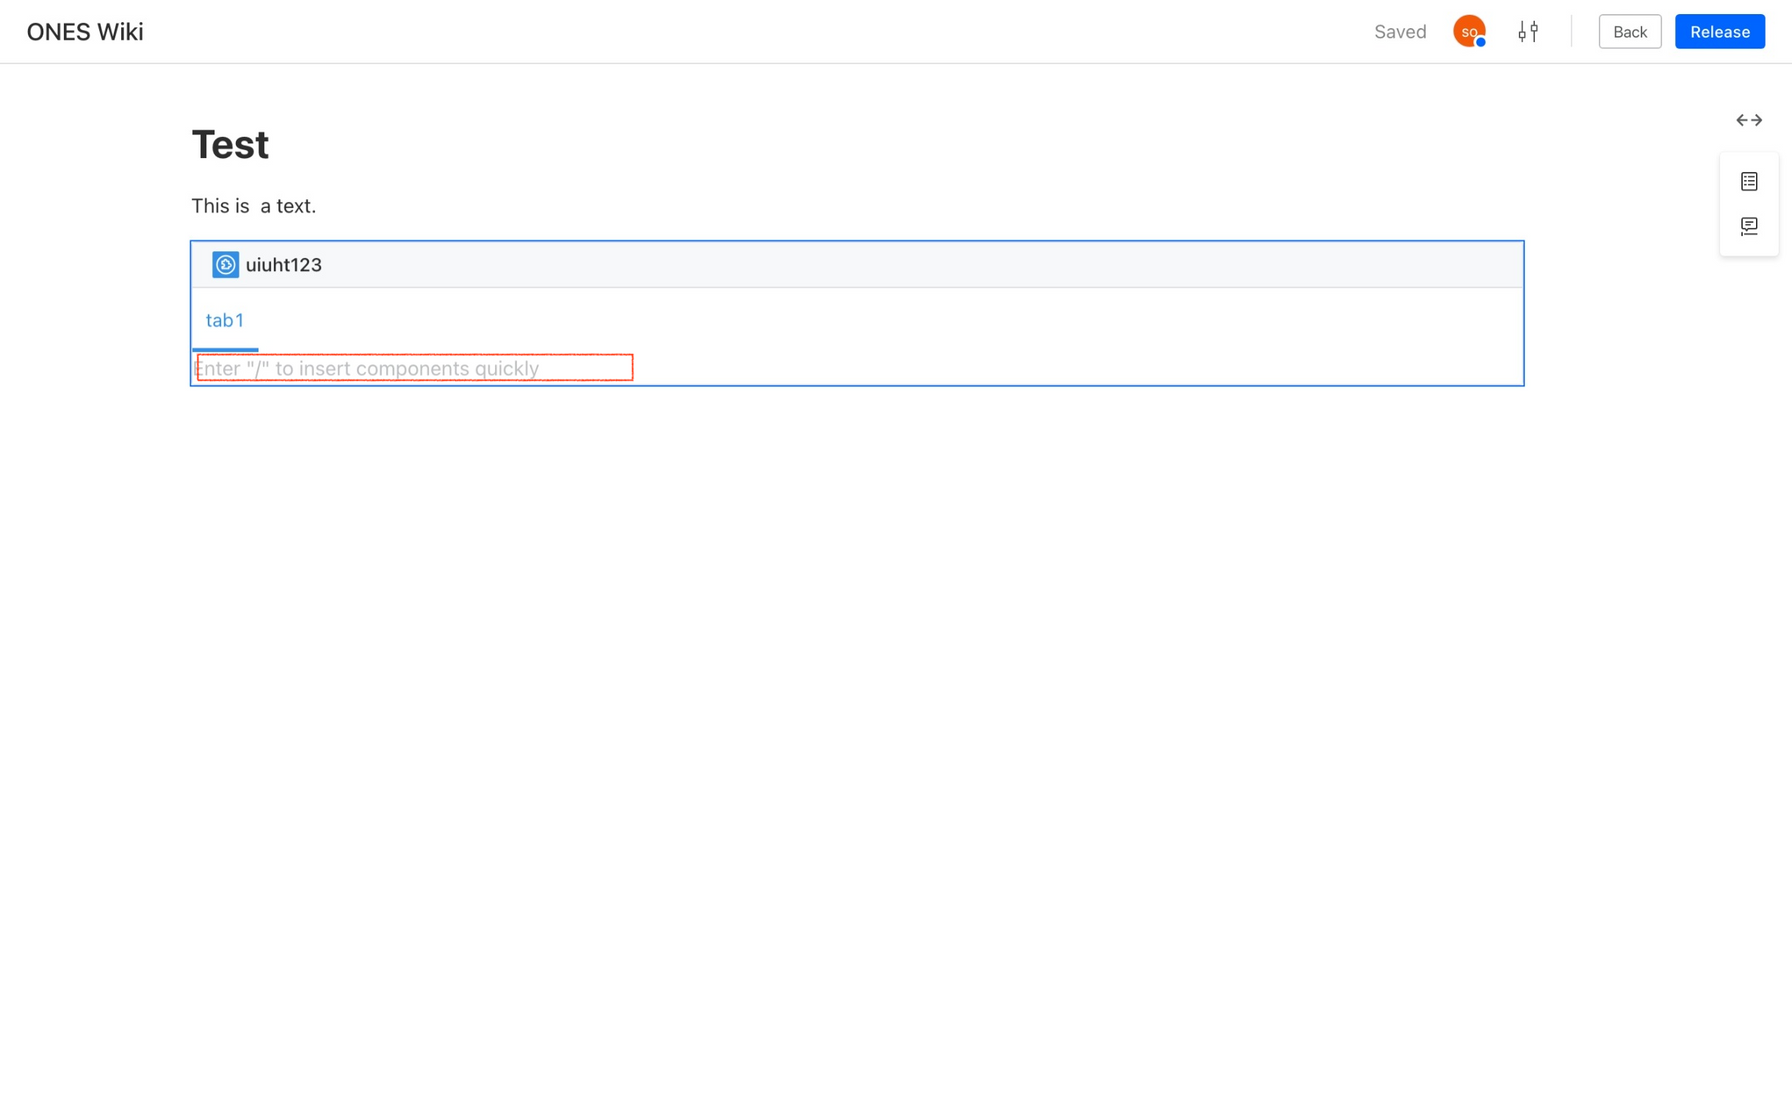 ONES Wiki
Saved
so
Back
Release
Test
This is  a text.
uiuht123
tab1
Enter "/" to insert components quickly